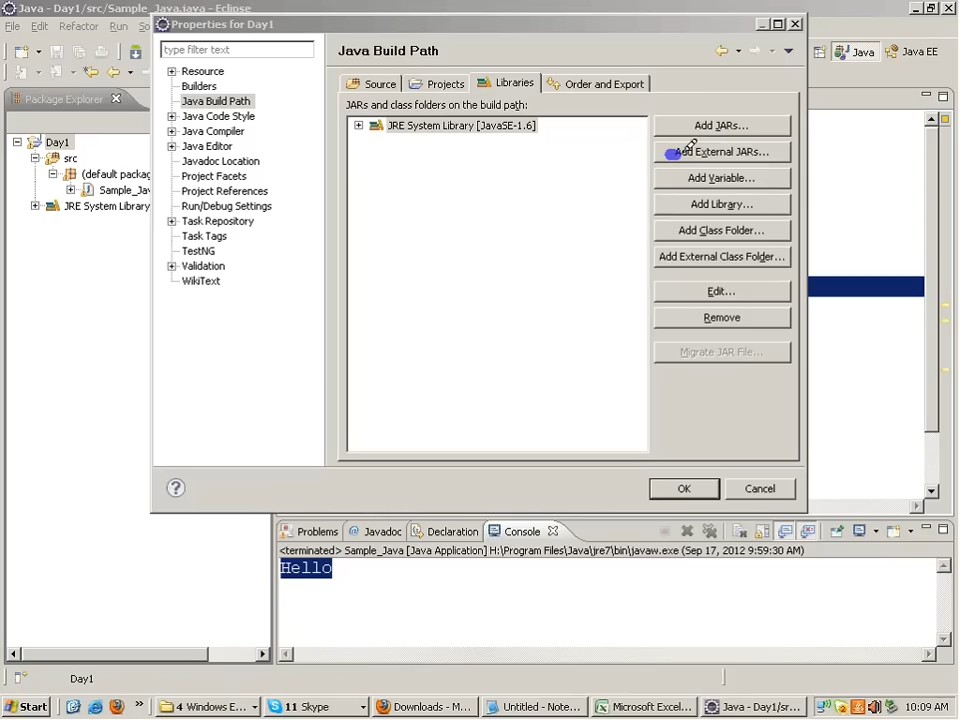 Java - Day1/src/Sample_Java.java - Eclipse
File Edit Refactor Run
Java
Java EE
Package Explorer
Day1
src
(default packag
Sample_Jav
JRE System Library
Properties for Day1
type filter text
Resource
Builders
Java Build Path
Java Code Style
Java Compiler
Java Editor
Javadoc Location
Project Facets
Project References
Run/Debug Settings
Task Repository
Task Tags
TestNG
Validation
WikiText
Java Build Path
Source Projects Libraries Order and Export
JARs and class folders on the build path:
JRE System Library [JavaSE-1.6]
Add JARs...
Add External JARs...
Add Variable...
Add Library...
Add Class Folder...
Add External Class Folder...
Edit...
Remove
Migrate JAR File...
OK Cancel
Problems @ Javadoc Declaration Console
<terminated> Sample_Java [Java Application] H:\Program Files\Java\jre7\bin\javaw.exe (Sep 17, 2012 9:59:30 AM)
Hello
Day1
Start 4 Windows E... 11 Skype Downloads - M... Untitled - Note... Microsoft Excel... Java - Day1/sr... 10:09 AM